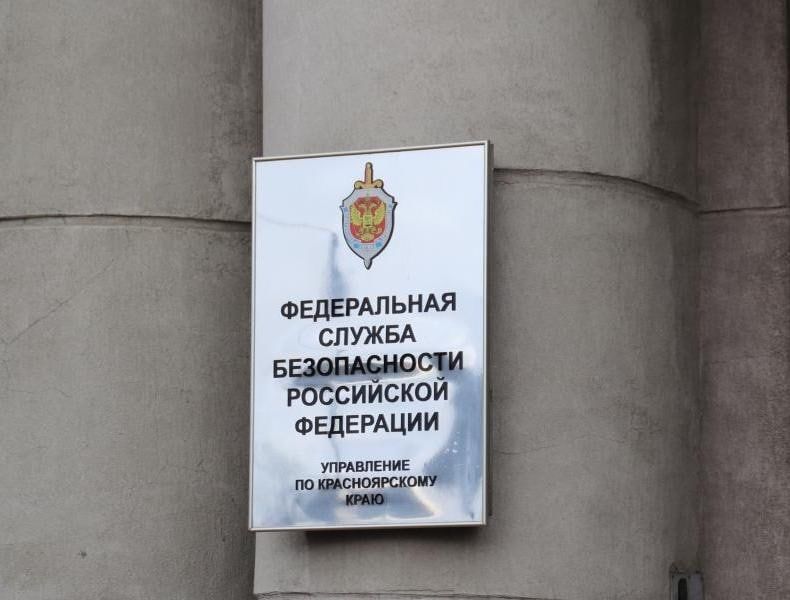 ФЕДЕРАЛЬНАЯ
СЛУЖБА
БЕЗОПАСНОСТИ
РОССИЙСКОЙ
ФЕДЕРАЦИИ
УПРАВЛЕНИЕ
ПО КРАСНОЯРСКОМУ
КРАЮ